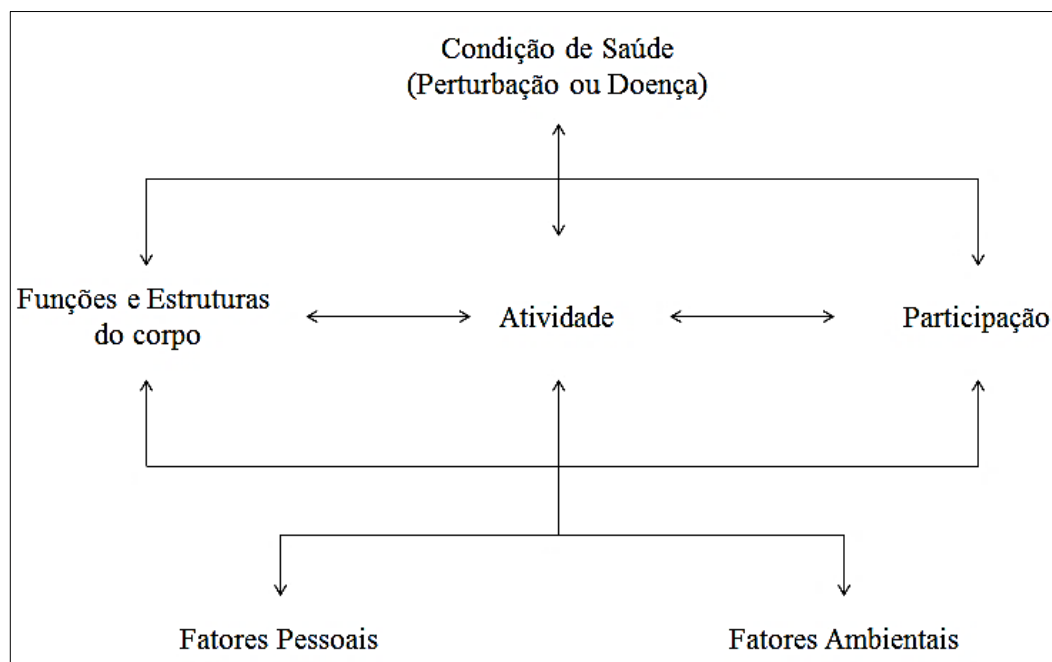 Condição de Saúde
(Perturbação ou Doença)
Funções e Estruturas
do corpo
Atividade
Participação
Fatores Pessoais
Fatores Ambientais